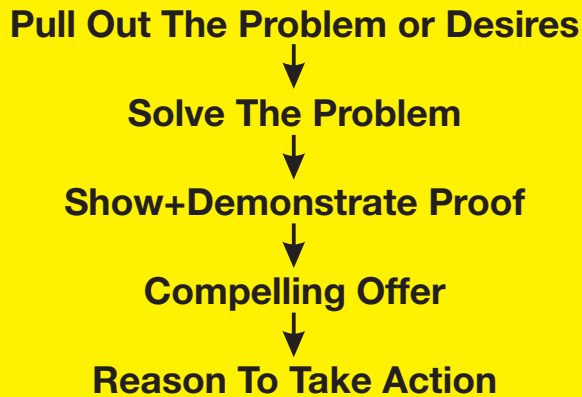 Pull Out The Problem or Desires
Solve The Problem
Show+Demonstrate Proof
Compelling Offer
Reason To Take Action